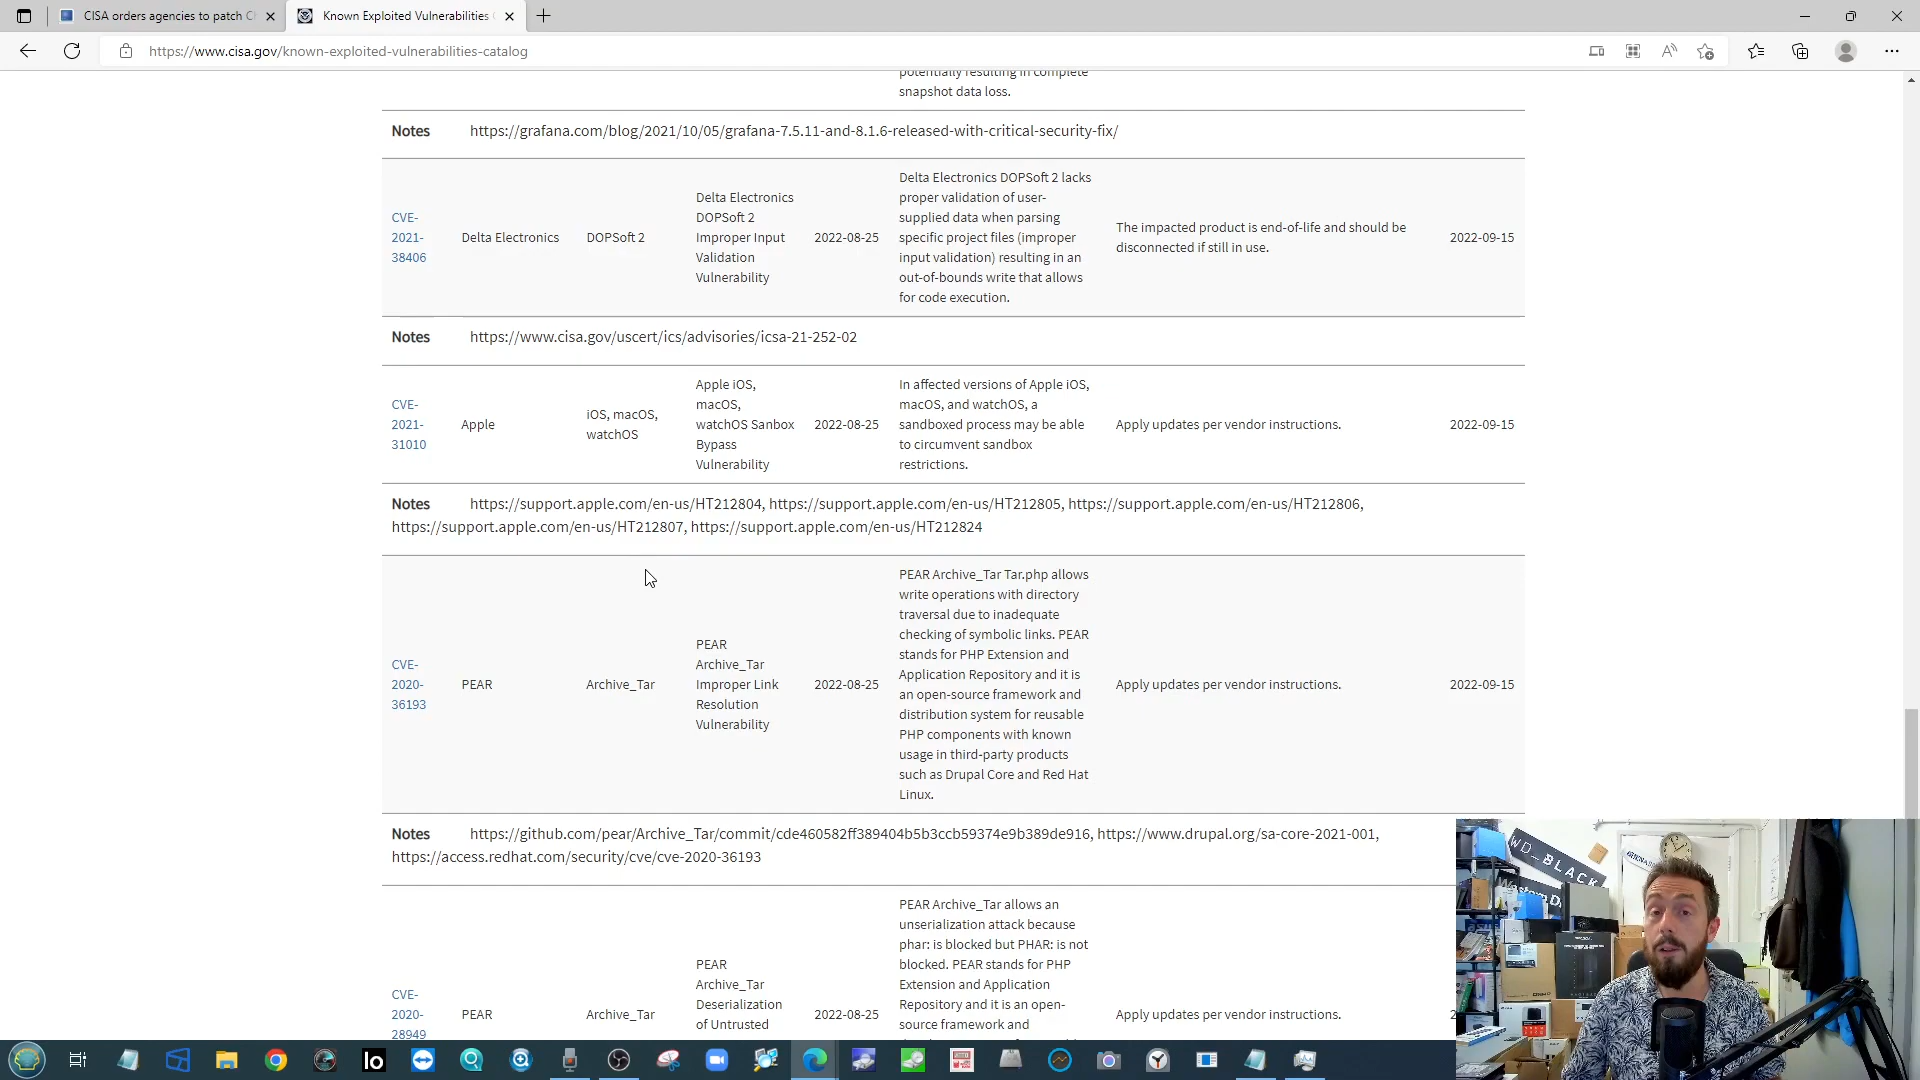 CISA orders agencies to patch C
Known Exploited Vulnerabilities C
https://www.cisa.gov/known-exploited-vulnerabilities-catalog
potentially resulting in complete
snapshot data loss.
Notes https://grafana.com/blog/2021/10/05/grafana-7.5.11-and-8.1.6-released-with-critical-security-fix/
CVE-
2021-
38406
Delta Electronics
DOPSoft 2
Delta Electronics
DOPSoft 2
Improper Input
Validation
Vulnerability
2022-08-25
Delta Electronics DOPSoft 2 lacks
proper validation of user-
supplied data when parsing
specific project files (improper
input validation) resulting in an
out-of-bounds write that allows
for code execution.
The impacted product is end-of-life and should be
disconnected if still in use.
2022-09-15
Notes https://www.cisa.gov/uscert/ics/advisories/icsa-21-252-02
CVE-
2021-
31010
Apple
iOS, macOS,
watchOS
Apple iOS,
macOS,
watchOS Sanbox
Bypass
Vulnerability
2022-08-25
In affected versions of Apple iOS,
macOS, and watchOS, a
sandboxed process may be able
to circumvent sandbox
restrictions.
Apply updates per vendor instructions.
2022-09-15
Notes https://support.apple.com/en-us/HT212804, https://support.apple.com/en-us/HT212805, https://support.apple.com/en-us/HT212806,
https://support.apple.com/en-us/HT212807, https://support.apple.com/en-us/HT212824
CVE-
2020-
36193
PEAR
Archive_Tar
PEAR
Archive_Tar
Improper Link
Resolution
Vulnerability
2022-08-25
PEAR Archive_Tar Tar.php allows
write operations with directory
traversal due to inadequate
checking of symbolic links. PEAR
stands for PHP Extension and
Application Repository and it is
an open-source framework and
distribution system for reusable
PHP components with known
usage in third-party products
such as Drupal Core and Red Hat
Linux.
Apply updates per vendor instructions.
2022-09-15
Notes https://github.com/pear/Archive_Tar/commit/cde460582ff389404b5b3ccb59374e9b389de916, https://www.drupal.org/sa-core-2021-001,
https://access.redhat.com/security/cve/cve-2020-36193
CVE-
2020-
28949
PEAR
Archive_Tar
PEAR
Archive_Tar
Deserialization
of Untrusted
2022-08-25
PEAR Archive_Tar allows an
unserialization attack because
phar: is blocked but PHAR: is not
blocked. PEAR stands for PHP
Extension and Application
Repository and it is an open-
source framework and
Apply updates per vendor instructions.
2
WD_BLACK
Western D
Io